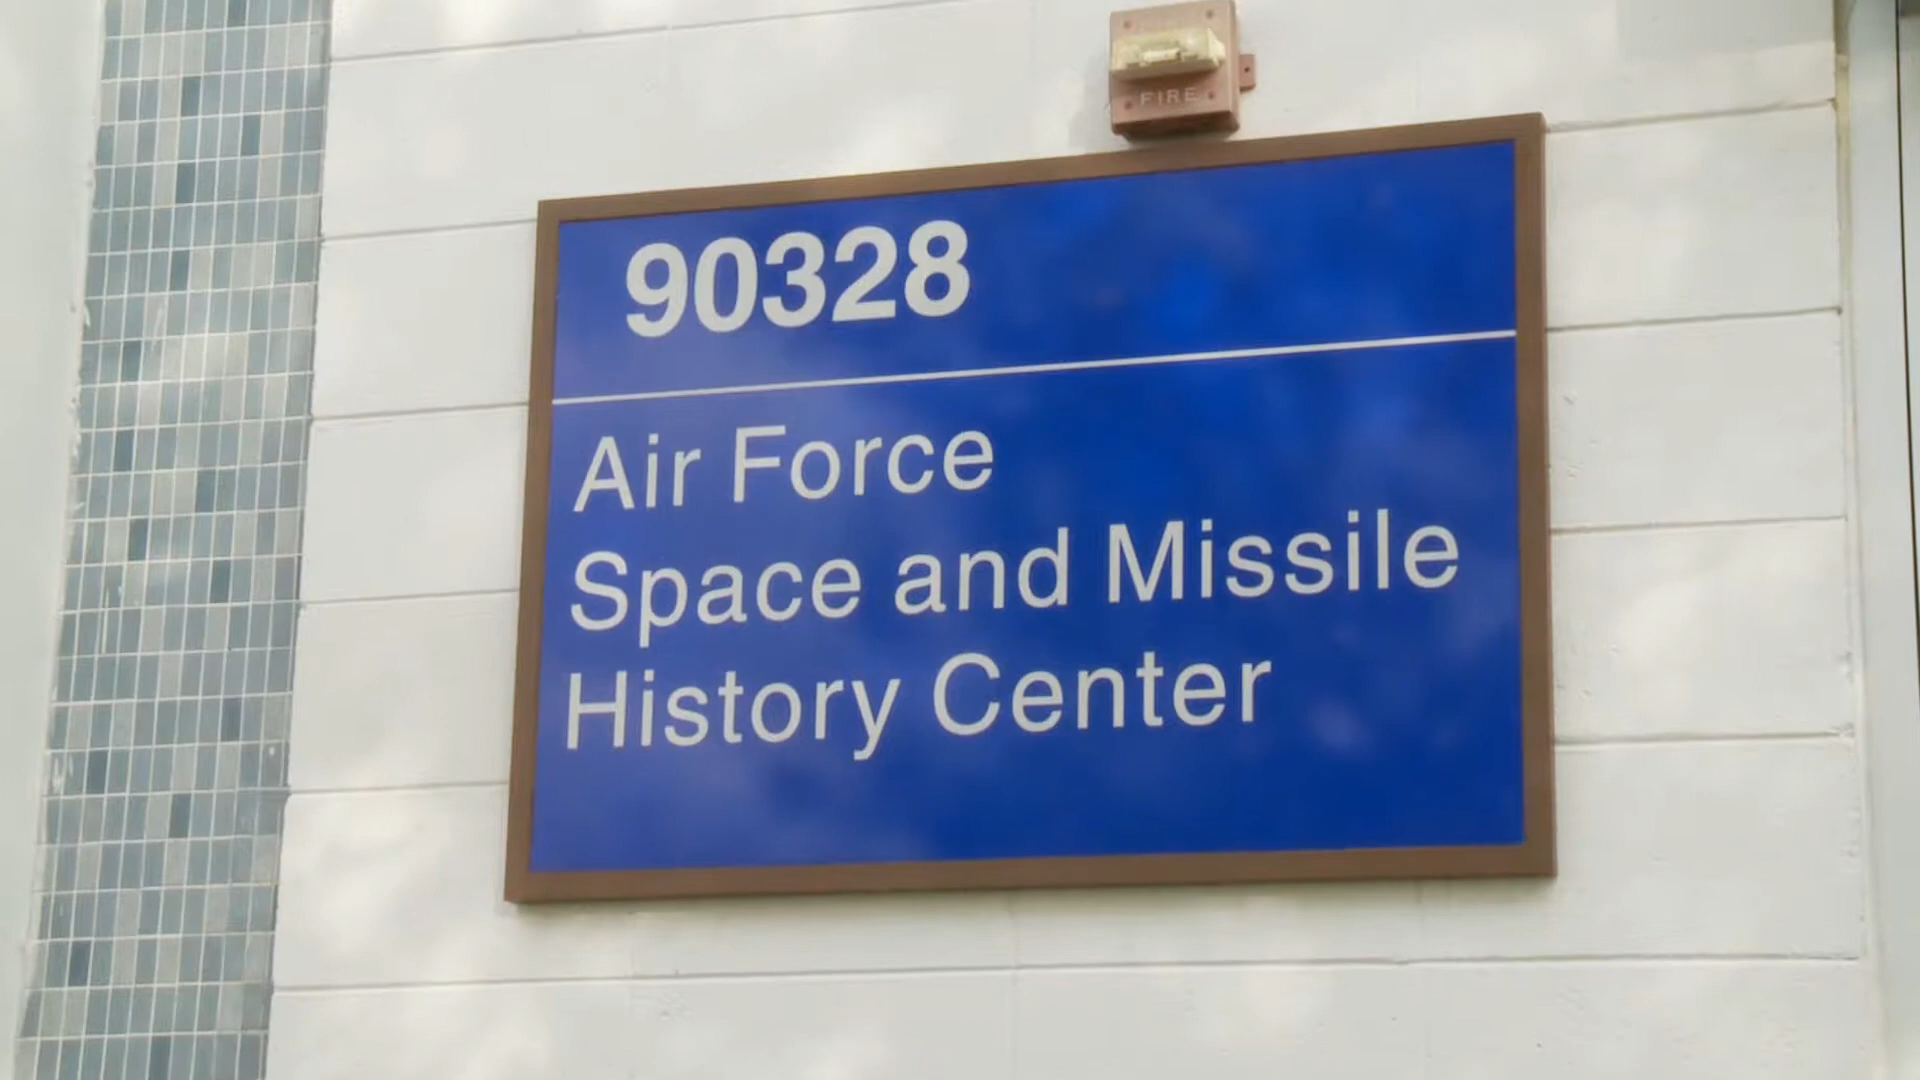 FIRE
90328
Air Force
Space and Missile
History Center